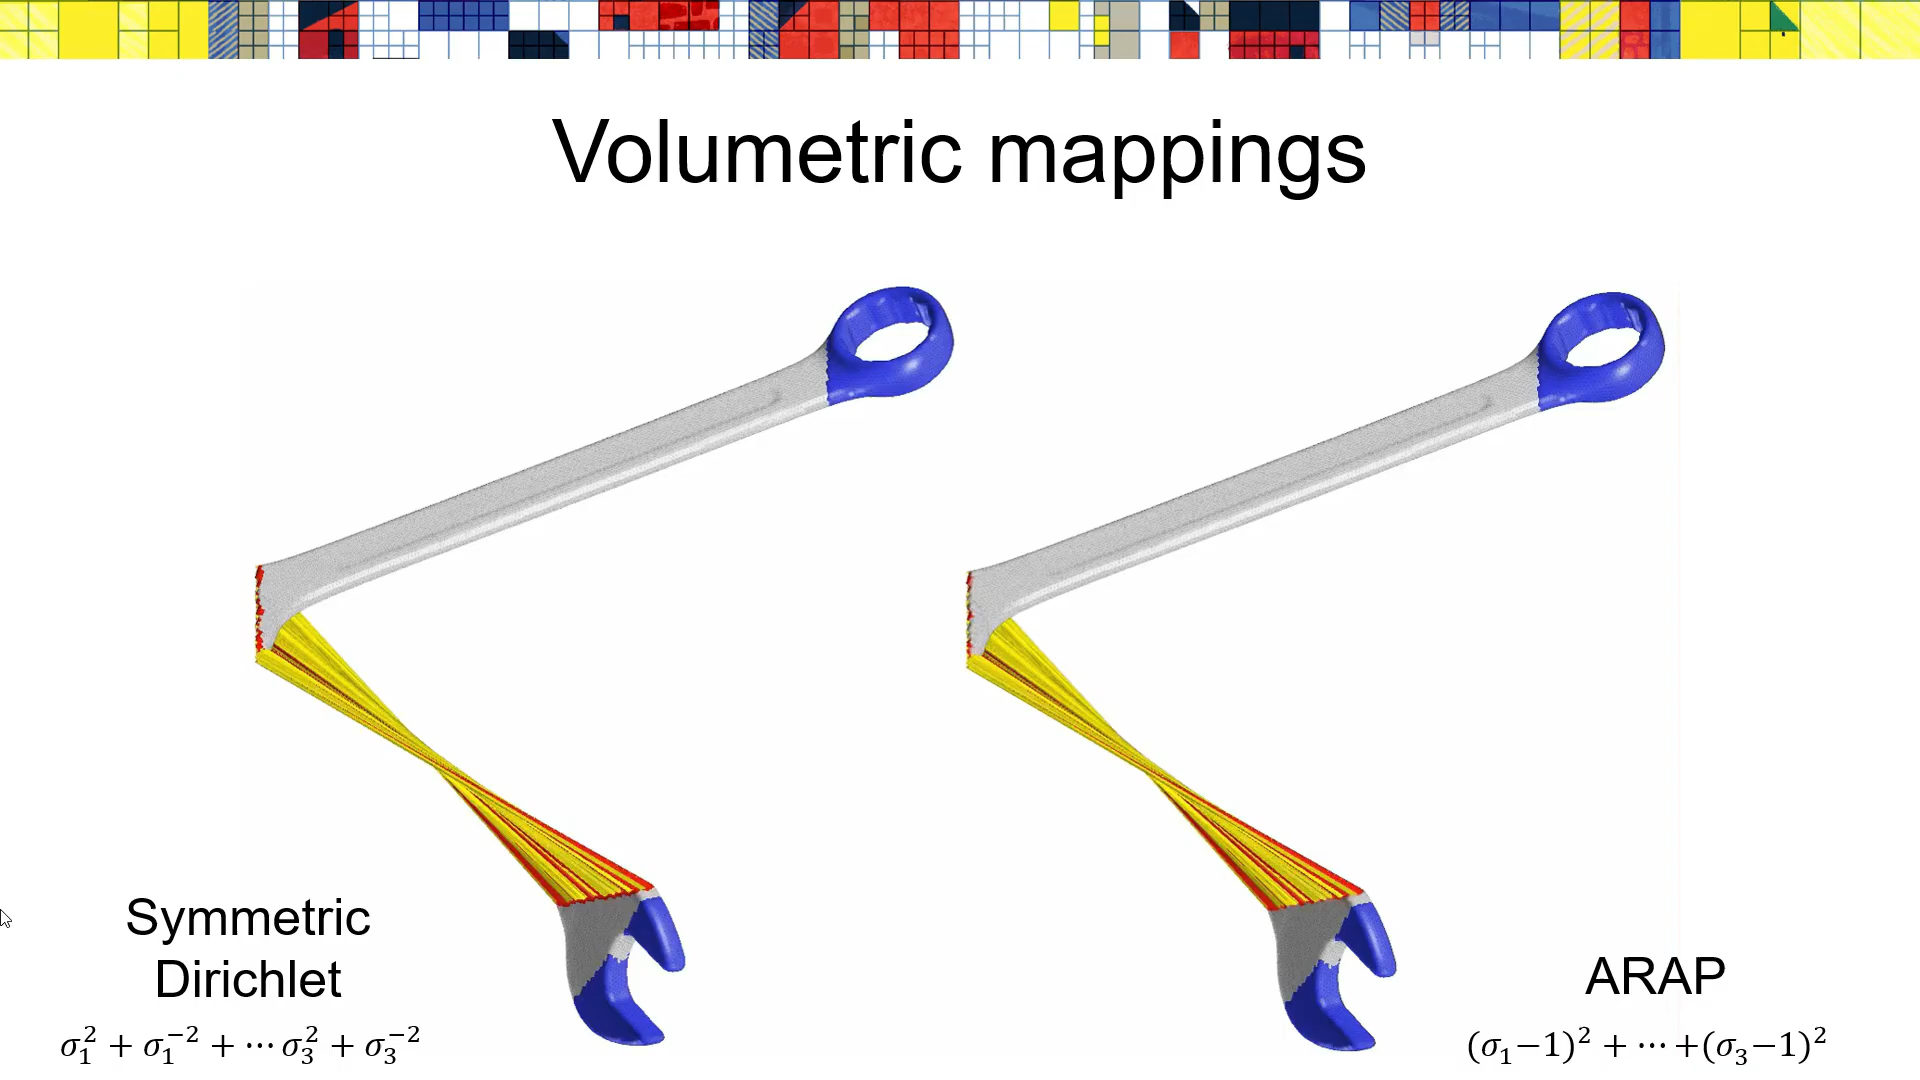 Volumetric mappings
Symmetric
Dirichlet
σ₁² + σ₁⁻² + ⋯ σ₃² + σ₃⁻²
ARAP
(σ₁−1)² + ⋯ +(σ₃−1)²